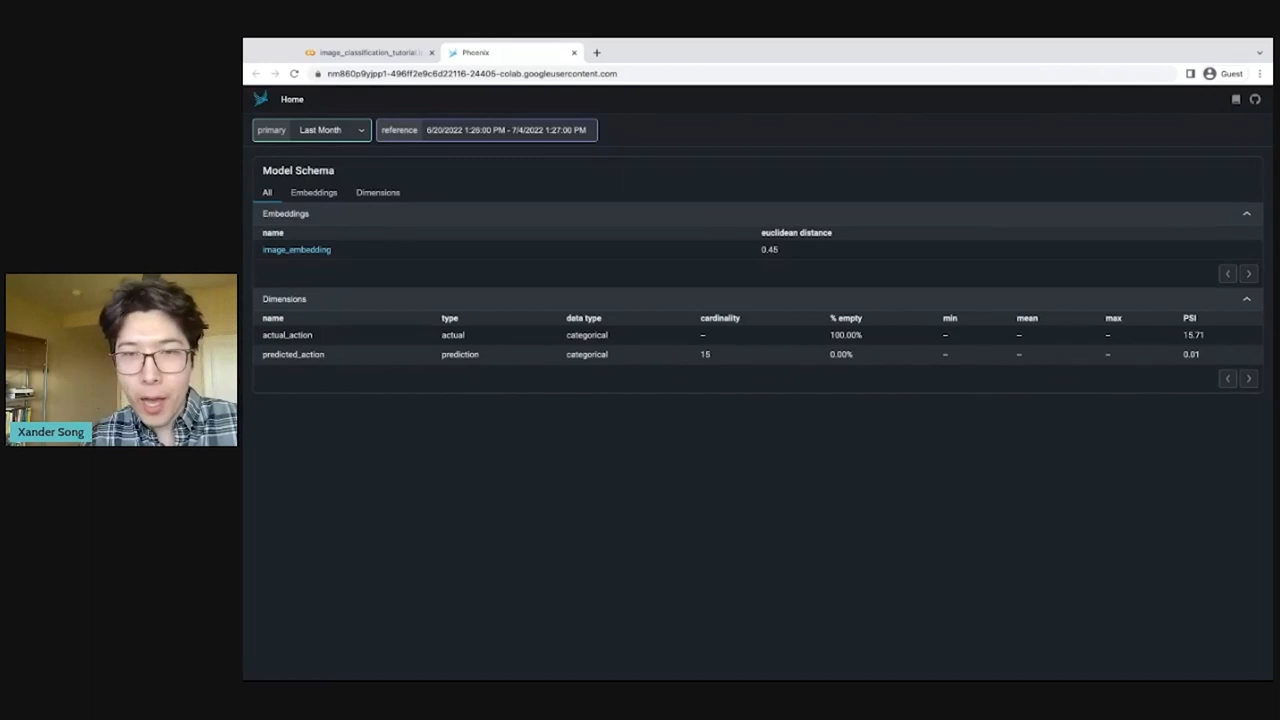 image_classification_tutorial
Phoenix
nm860p9yjpp1-496ff2e9c6d22116-24405-colab.googleusercontent.com
Guest
Home
primary Last Month reference 6/20/2022 1:26:00 PM - 7/4/2022 1:27:00 PM
Model Schema
All Embeddings Dimensions
Embeddings
name euclidean distance
image_embedding 0.45
Dimensions
name type data type cardinality % empty min mean max PSI
actual_action actual categorical – 100.00% – – – 15.71
predicted_action prediction categorical 15 0.00% – – – 0.01
Xander Song